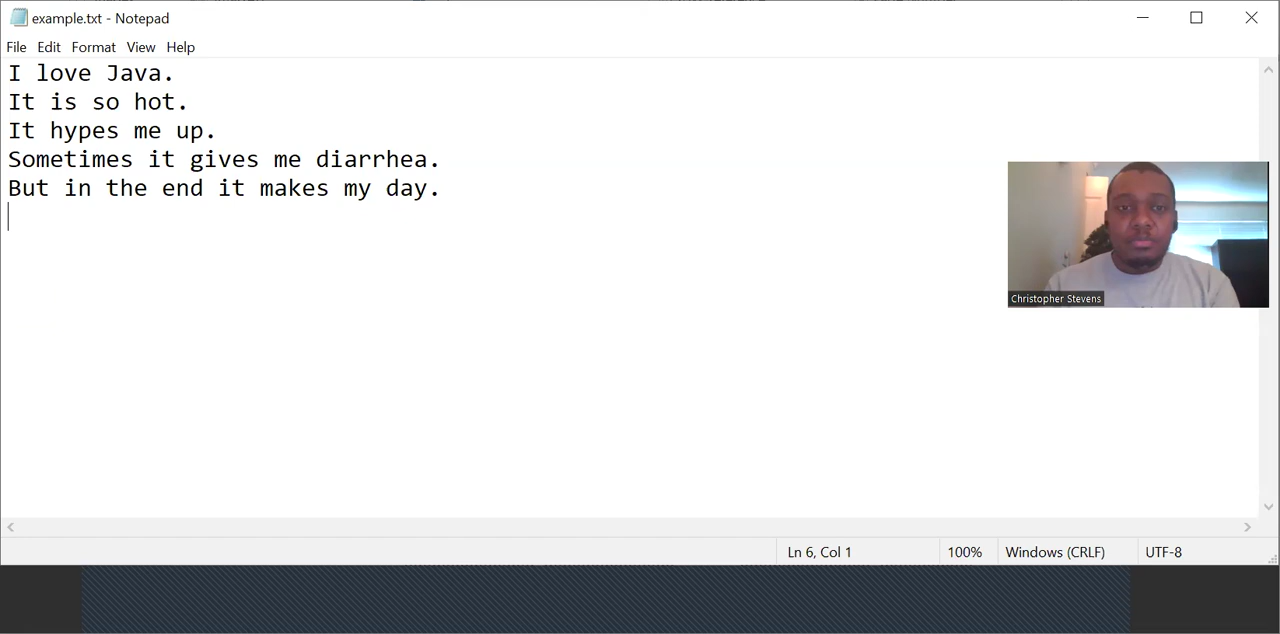 example.txt - Notepad
File Edit Format View Help
I love Java.
It is so hot.
It hypes me up.
Sometimes it gives me diarrhea.
But in the end it makes my day.
Christopher Stevens
Ln 6, Col 1 100% Windows (CRLF) UTF-8